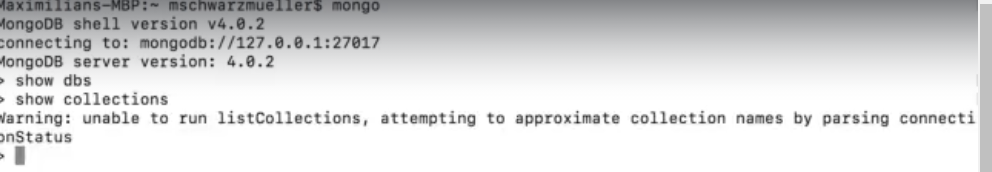 Maximilians-MBP:~ mschwarzmueller$ mongo
MongoDB shell version v4.0.2
connecting to: mongodb://127.0.0.1:27017
MongoDB server version: 4.0.2
> show dbs
> show collections
Warning: unable to run listCollections, attempting to approximate collection names by parsing connecti
onStatus
>